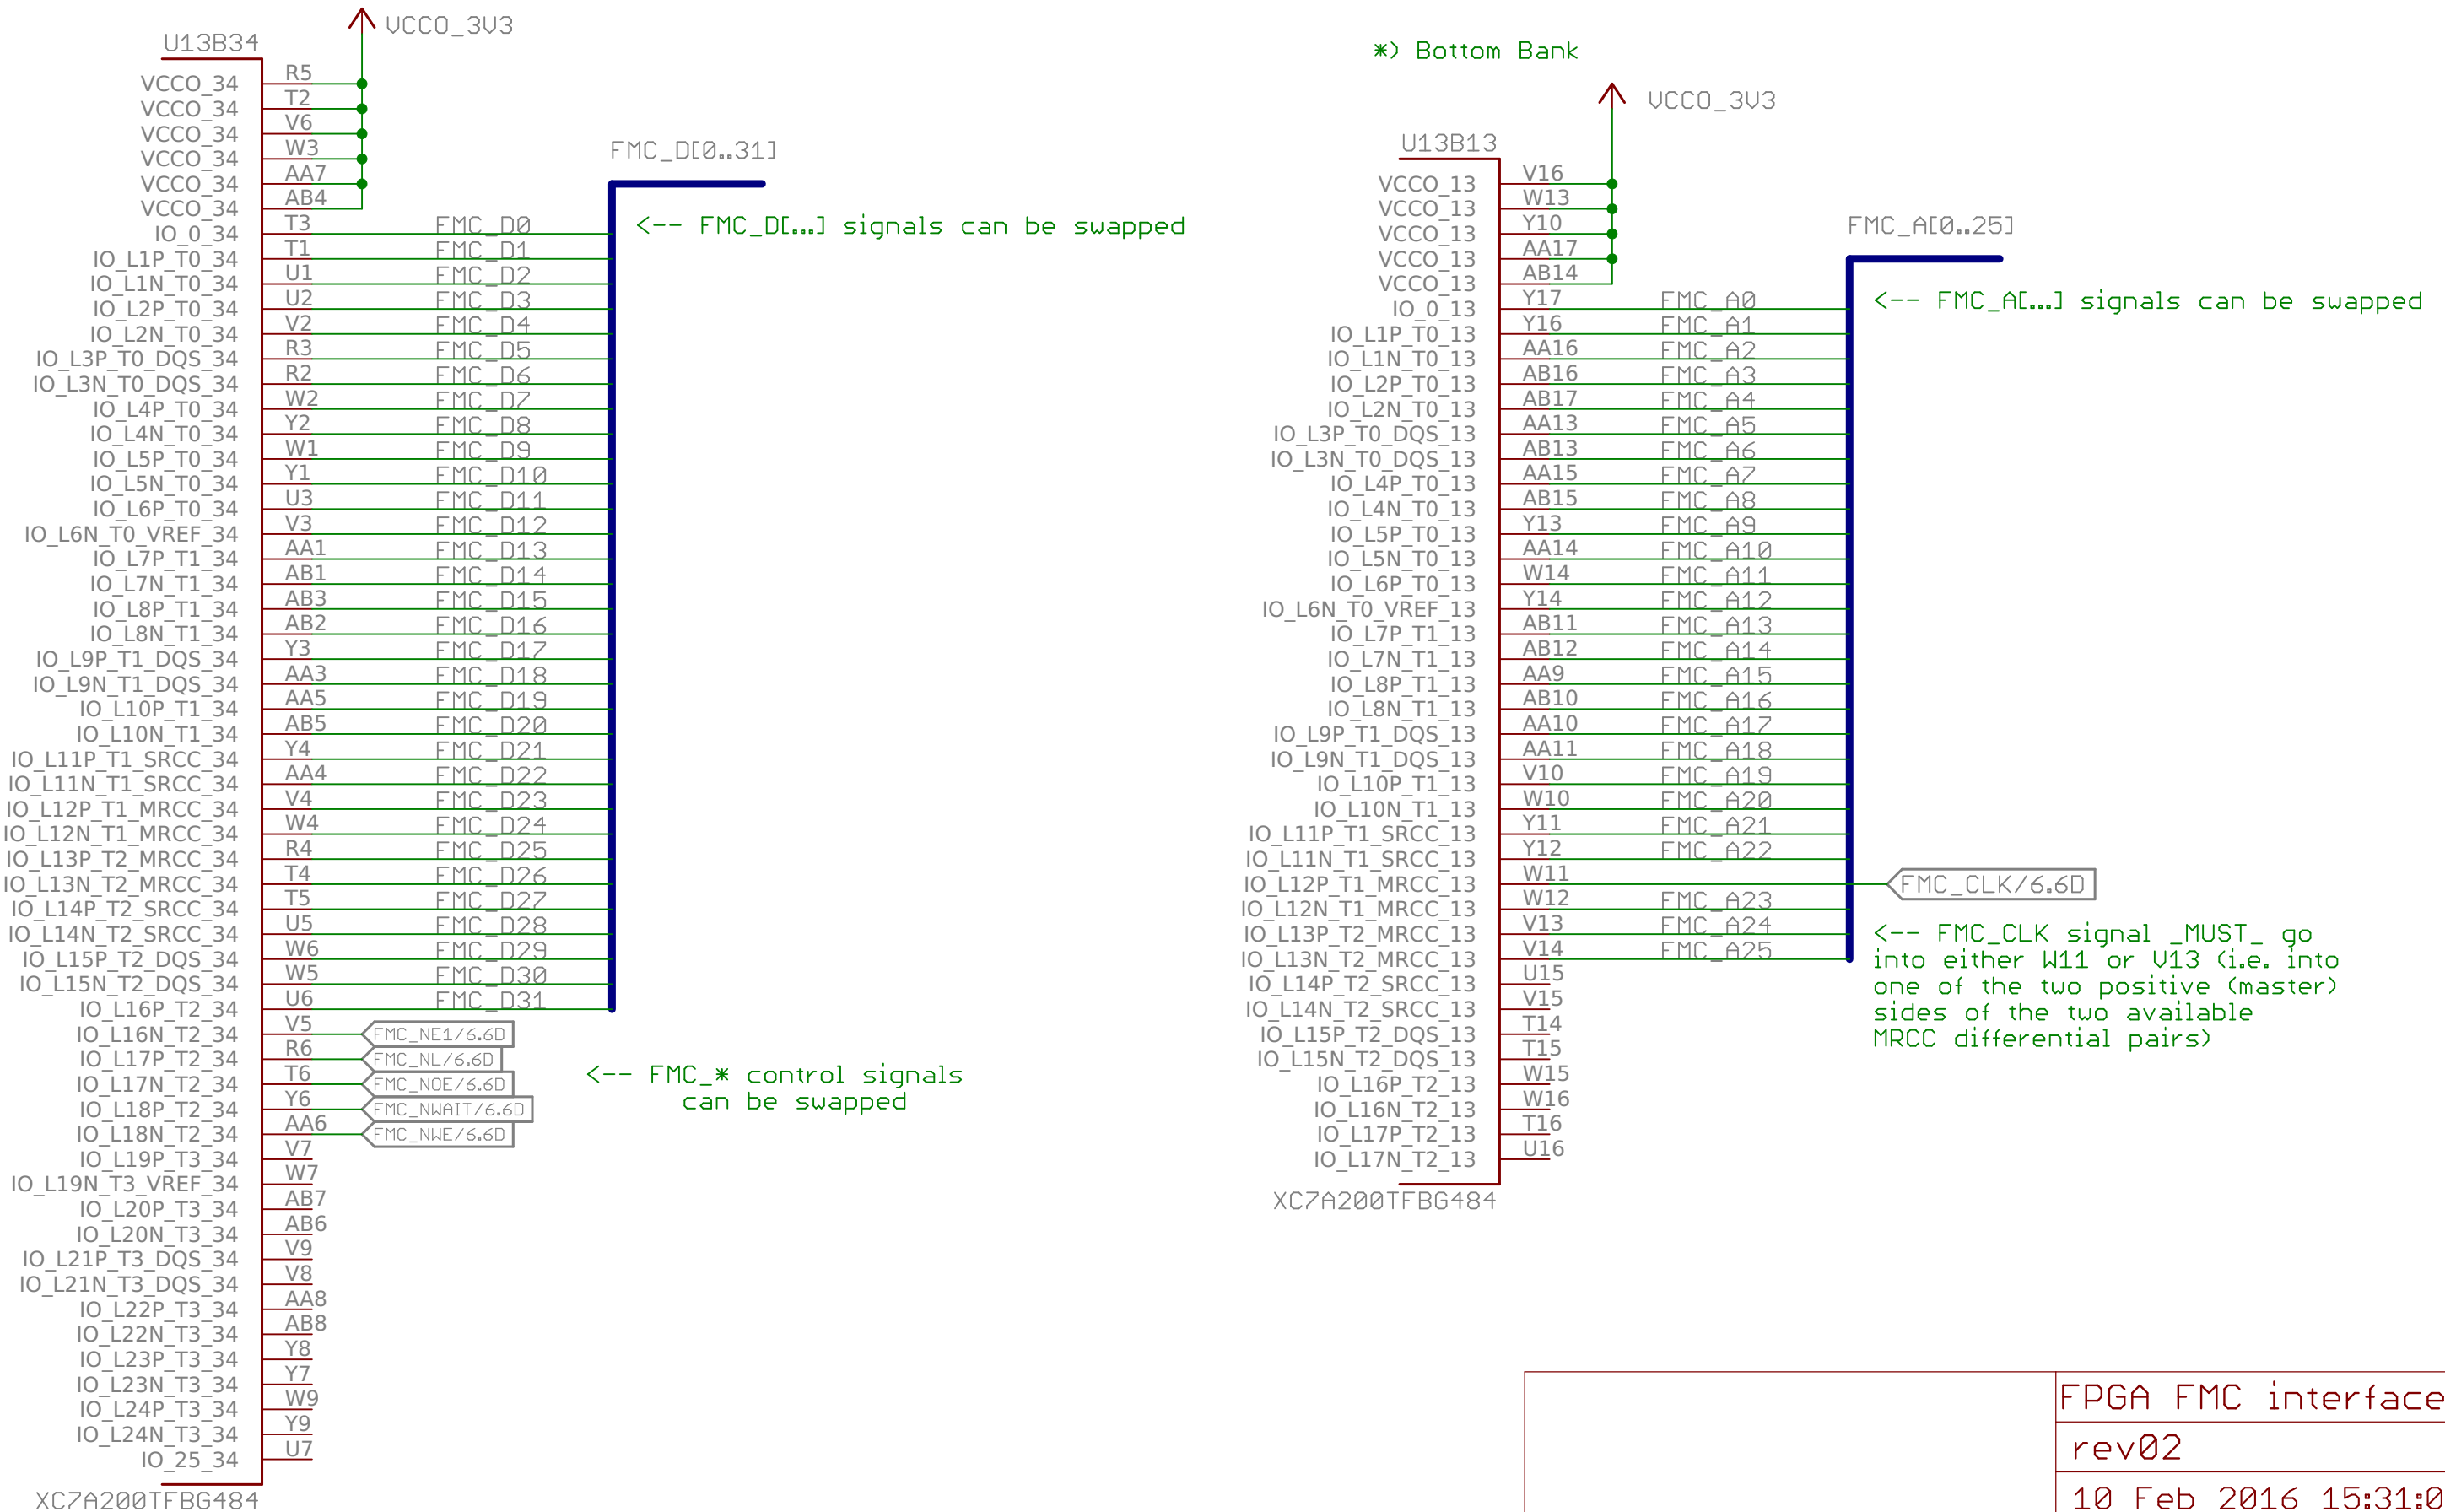 VCCO_3V3
U13B34
VCCO_34 R5
VCCO_34 T2
VCCO_34 V6
VCCO_34 W3
VCCO_34 AA7
VCCO_34 AB4
IO_0_34 T3 FMC_D0
IO_L1P_T0_34 T1 FMC_D1
IO_L1N_T0_34 U1 FMC_D2
IO_L2P_T0_34 U2 FMC_D3
IO_L2N_T0_34 V2 FMC_D4
IO_L3P_T0_DQS_34 R3 FMC_D5
IO_L3N_T0_DQS_34 R2 FMC_D6
IO_L4P_T0_34 W2 FMC_D7
IO_L4N_T0_34 Y2 FMC_D8
IO_L5P_T0_34 W1 FMC_D9
IO_L5N_T0_34 Y1 FMC_D10
IO_L6P_T0_34 U3 FMC_D11
IO_L6N_T0_VREF_34 V3 FMC_D12
IO_L7P_T1_34 AA1 FMC_D13
IO_L7N_T1_34 AB1 FMC_D14
IO_L8P_T1_34 AB3 FMC_D15
IO_L8N_T1_34 AB2 FMC_D16
IO_L9P_T1_DQS_34 Y3 FMC_D17
IO_L9N_T1_DQS_34 AA3 FMC_D18
IO_L10P_T1_34 AA5 FMC_D19
IO_L10N_T1_34 AB5 FMC_D20
IO_L11P_T1_SRCC_34 Y4 FMC_D21
IO_L11N_T1_SRCC_34 AA4 FMC_D22
IO_L12P_T1_MRCC_34 V4 FMC_D23
IO_L12N_T1_MRCC_34 W4 FMC_D24
IO_L13P_T2_MRCC_34 R4 FMC_D25
IO_L13N_T2_MRCC_34 T4 FMC_D26
IO_L14P_T2_SRCC_34 T5 FMC_D27
IO_L14N_T2_SRCC_34 U5 FMC_D28
IO_L15P_T2_DQS_34 W6 FMC_D29
IO_L15N_T2_DQS_34 W5 FMC_D30
IO_L16P_T2_34 U6 FMC_D31
IO_L16N_T2_34 V5 FMC_NE1/6.6D
IO_L17P_T2_34 R6 FMC_NL/6.6D
IO_L17N_T2_34 T6 FMC_NOE/6.6D
IO_L18P_T2_34 Y6 FMC_NWAIT/6.6D
IO_L18N_T2_34 AA6 FMC_NWE/6.6D
IO_L19P_T3_34 V7
IO_L19N_T3_VREF_34 W7
IO_L20P_T3_34 AB7
IO_L20N_T3_34 AB6
IO_L21P_T3_DQS_34 V9
IO_L21N_T3_DQS_34 V8
IO_L22P_T3_34 AA8
IO_L22N_T3_34 AB8
IO_L23P_T3_34 Y8
IO_L23N_T3_34 Y7
IO_L24P_T3_34 W9
IO_L24N_T3_34 Y9
IO_25_34 U7
XC7A200TFBG484
FMC_D[0..31]
<-- FMC_D[...] signals can be swapped
<-- FMC_* control signals
can be swapped
*) Bottom Bank
VCCO_3V3
U13B13
VCCO_13 V16
VCCO_13 W13
VCCO_13 Y10
VCCO_13 AA17
VCCO_13 AB14
IO_0_13 Y17 FMC_A0
IO_L1P_T0_13 Y16 FMC_A1
IO_L1N_T0_13 AA16 FMC_A2
IO_L2P_T0_13 AB16 FMC_A3
IO_L2N_T0_13 AB17 FMC_A4
IO_L3P_T0_DQS_13 AA13 FMC_A5
IO_L3N_T0_DQS_13 AB13 FMC_A6
IO_L4P_T0_13 AA15 FMC_A7
IO_L4N_T0_13 AB15 FMC_A8
IO_L5P_T0_13 Y13 FMC_A9
IO_L5N_T0_13 AA14 FMC_A10
IO_L6P_T0_13 W14 FMC_A11
IO_L6N_T0_VREF_13 Y14 FMC_A12
IO_L7P_T1_13 AB11 FMC_A13
IO_L7N_T1_13 AB12 FMC_A14
IO_L8P_T1_13 AA9 FMC_A15
IO_L8N_T1_13 AB10 FMC_A16
IO_L9P_T1_DQS_13 AA10 FMC_A17
IO_L9N_T1_DQS_13 AA11 FMC_A18
IO_L10P_T1_13 V10 FMC_A19
IO_L10N_T1_13 W10 FMC_A20
IO_L11P_T1_SRCC_13 Y11 FMC_A21
IO_L11N_T1_SRCC_13 Y12 FMC_A22
IO_L12P_T1_MRCC_13 W11 FMC_CLK/6.6D
IO_L12N_T1_MRCC_13 W12 FMC_A23
IO_L13P_T2_MRCC_13 V13 FMC_A24
IO_L13N_T2_MRCC_13 V14 FMC_A25
IO_L14P_T2_SRCC_13 U15
IO_L14N_T2_SRCC_13 V15
IO_L15P_T2_DQS_13 T14
IO_L15N_T2_DQS_13 T15
IO_L16P_T2_13 W15
IO_L16N_T2_13 W16
IO_L17P_T2_13 T16
IO_L17N_T2_13 U16
XC7A200TFBG484
FMC_A[0..25]
<-- FMC_A[...] signals can be swapped
<-- FMC_CLK signal _MUST_ go
into either W11 or V13 (i.e. into
one of the two positive (master)
sides of the two available
MRCC differential pairs)
FPGA FMC interface
rev02
10 Feb 2016 15:31:0